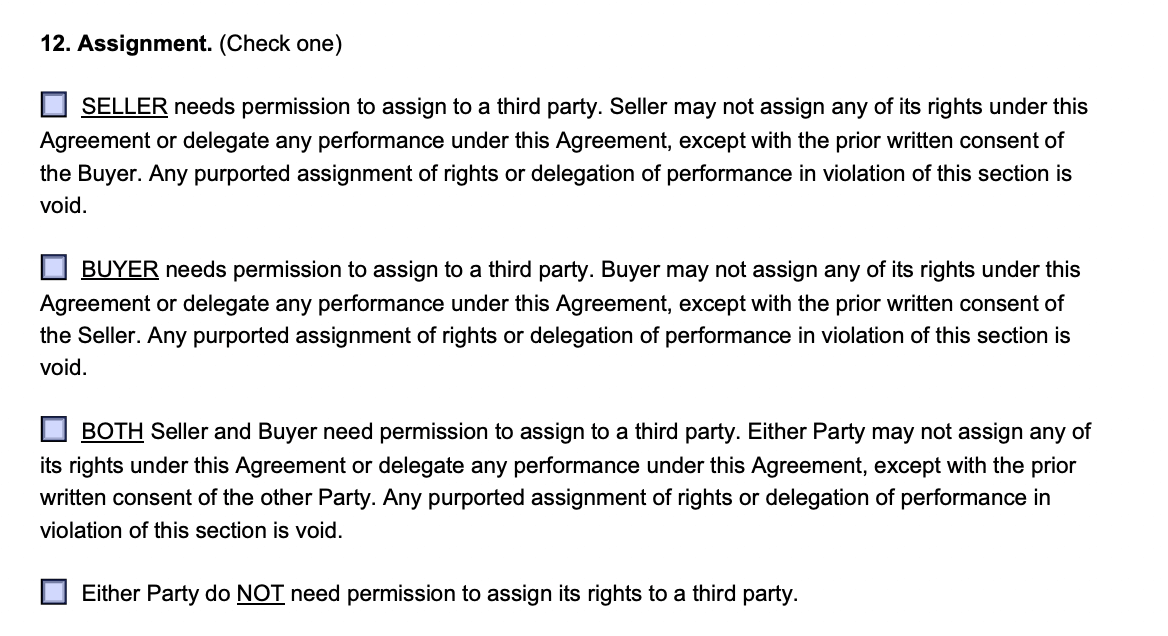 12. Assignment. (Check one)
SELLER needs permission to assign to a third party. Seller may not assign any of its rights under this
Agreement or delegate any performance under this Agreement, except with the prior written consent of
the Buyer. Any purported assignment of rights or delegation of performance in violation of this section is
void.
BUYER needs permission to assign to a third party. Buyer may not assign any of its rights under this
Agreement or delegate any performance under this Agreement, except with the prior written consent of
the Seller. Any purported assignment of rights or delegation of performance in violation of this section is
void.
BOTH Seller and Buyer need permission to assign to a third party. Either Party may not assign any of
its rights under this Agreement or delegate any performance under this Agreement, except with the prior
written consent of the other Party. Any purported assignment of rights or delegation of performance in
violation of this section is void.
Either Party do NOT need permission to assign its rights to a third party.